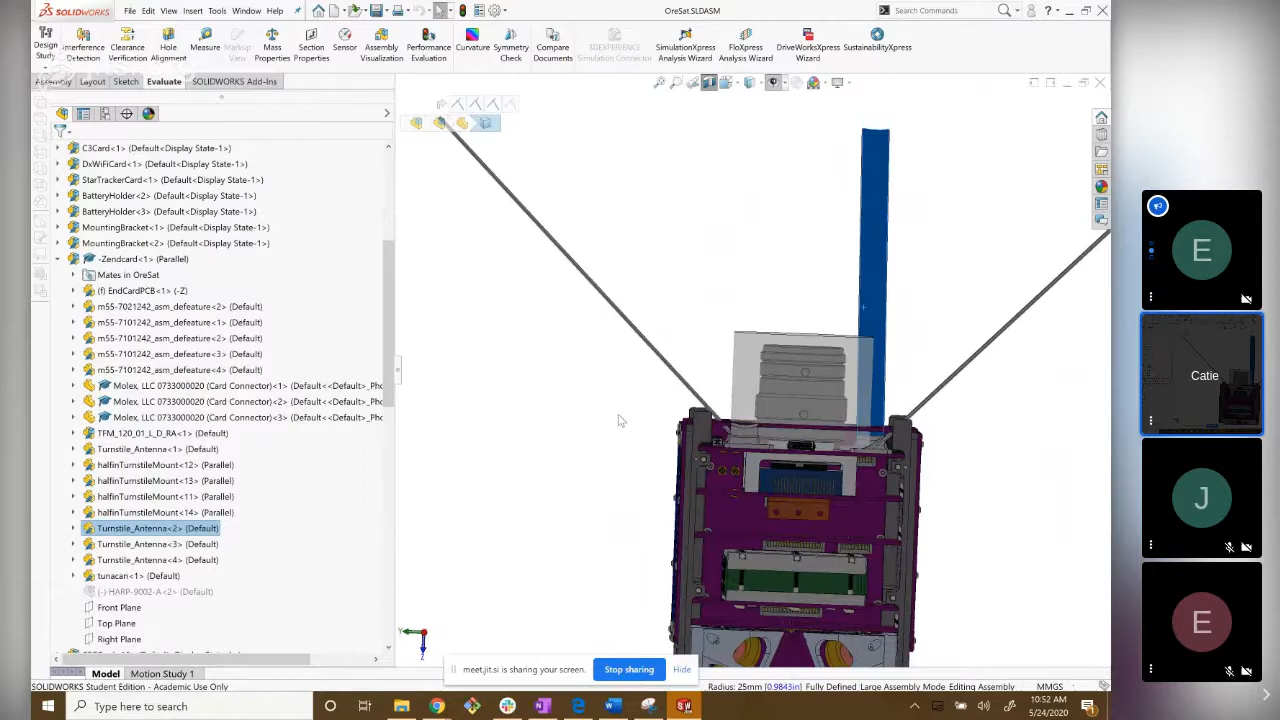 SOLIDWORKS File Edit View Insert Tools Window Help OreSat.SLDASM Search Commands
Design Study Interference Detection Clearance Verification Hole Alignment Measure Markup View Mass Properties Section Properties Sensor Assembly Visualization Performance Evaluation Curvature Symmetry Check Compare Documents 3DEXPERIENCE Simulation Connector SimulationXpress Analysis Wizard FloXpress Analysis Wizard DriveWorksXpress Wizard SustainabilityXpress
Assembly Layout Sketch Evaluate SOLIDWORKS Add-Ins
C3Card<1> (Default<Display State-1>)
DxWiFiCard<1> (Default<Display State-1>)
StarTrackerCard<1> (Default<Display State-1>)
BatteryHolder<2> (Default<Display State-1>)
BatteryHolder<3> (Default<Display State-1>)
MountingBracket<1> (Default<Display State-1>)
MountingBracket<2> (Default<Display State-1>)
-Zendcard<1> (Parallel)
Mates in OreSat
(f) EndCardPCB<1> (-Z)
m55-7021242_asm_defeature<2> (Default)
m55-7101242_asm_defeature<1> (Default)
m55-7101242_asm_defeature<2> (Default)
m55-7101242_asm_defeature<3> (Default)
m55-7101242_asm_defeature<4> (Default)
Molex, LLC 0733000020 (Card Connector)<1> (Default<<Default>_Pho
Molex, LLC 0733000020 (Card Connector)<2> (Default<<Default>_Pho
Molex, LLC 0733000020 (Card Connector)<3> (Default<<Default>_Pho
TFM_120_01_L_D_RA<1> (Default)
Turnstile_Antenna<1> (Default)
halfinTurnstileMount<12> (Parallel)
halfinTurnstileMount<13> (Parallel)
halfinTurnstileMount<11> (Parallel)
halfinTurnstileMount<14> (Parallel)
Turnstile_Antenna<2> (Default)
Turnstile_Antenna<3> (Default)
Turnstile_Antenna<4> (Default)
tunacan<1> (Default)
(-) HARP-9002-A<2> (Default)
Front Plane
Top Plane
Right Plane
Y
Z
E
Catie
J
E
meet.jit.si is sharing your screen. Stop sharing Hide
Model Motion Study 1
SOLIDWORKS Student Edition - Academic Use Only Radius: 25mm [0.9843in] Fully Defined Large Assembly Mode Editing Assembly MMGS
Type here to search
10:52 AM
5/24/2020